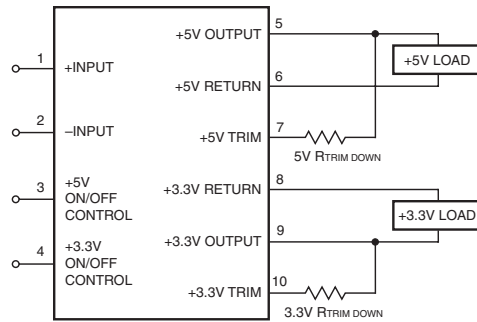 +5V OUTPUT
5
+5V LOAD
1
+INPUT
+5V RETURN
6
2
–INPUT
+5V TRIM
7
5V RTRIM DOWN
3
+5V
ON/OFF
CONTROL
+3.3V RETURN
8
+3.3V LOAD
4
+3.3V
ON/OFF
CONTROL
+3.3V OUTPUT
9
+3.3V TRIM
10
3.3V RTRIM DOWN